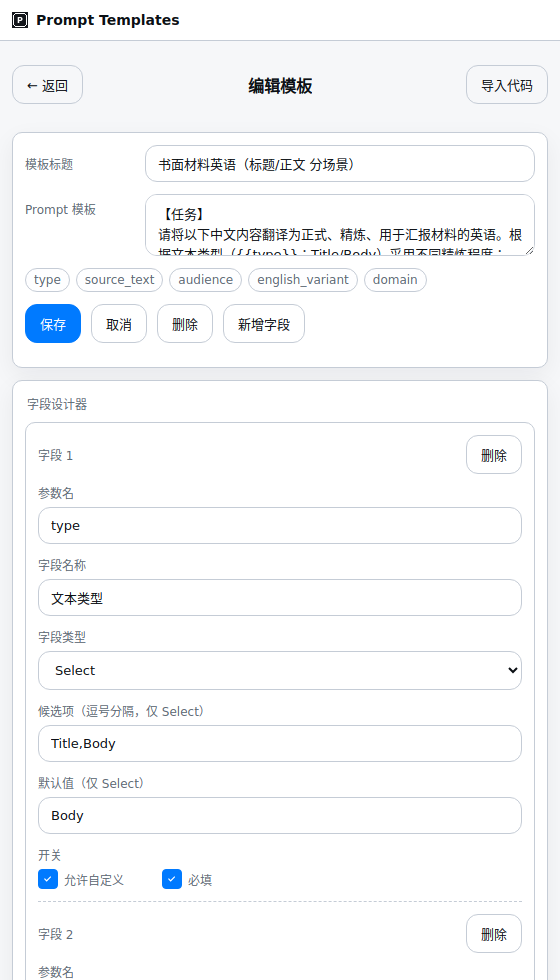 P Prompt Templates
← 返回
编辑模板
导入代码
模板标题
书面材料英语（标题/正文 分场景）
Prompt 模板
【任务】
请将以下中文内容翻译为正式、精炼、用于汇报材料的英语。根
据文本类型（{{type}}：Title/Body）采用不同精炼程度：
type source_text audience english_variant domain
保存 取消 删除 新增字段
字段设计器
字段 1
删除
参数名
type
字段名称
文本类型
字段类型
Select
候选项（逗号分隔，仅 Select）
Title,Body
默认值（仅 Select）
Body
开关
允许自定义 必填
字段 2
删除
参数名